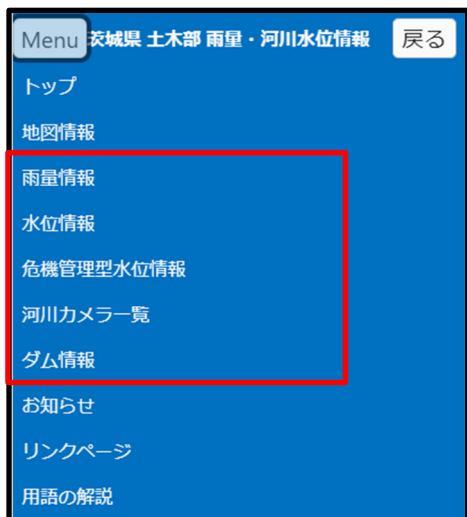 Menu 茨城県 土木部 雨量・河川水位情報 戻る
トップ
地図情報
雨量情報
水位情報
危機管理型水位情報
河川カメラ一覧
ダム情報
お知らせ
リンクページ
用語の解説